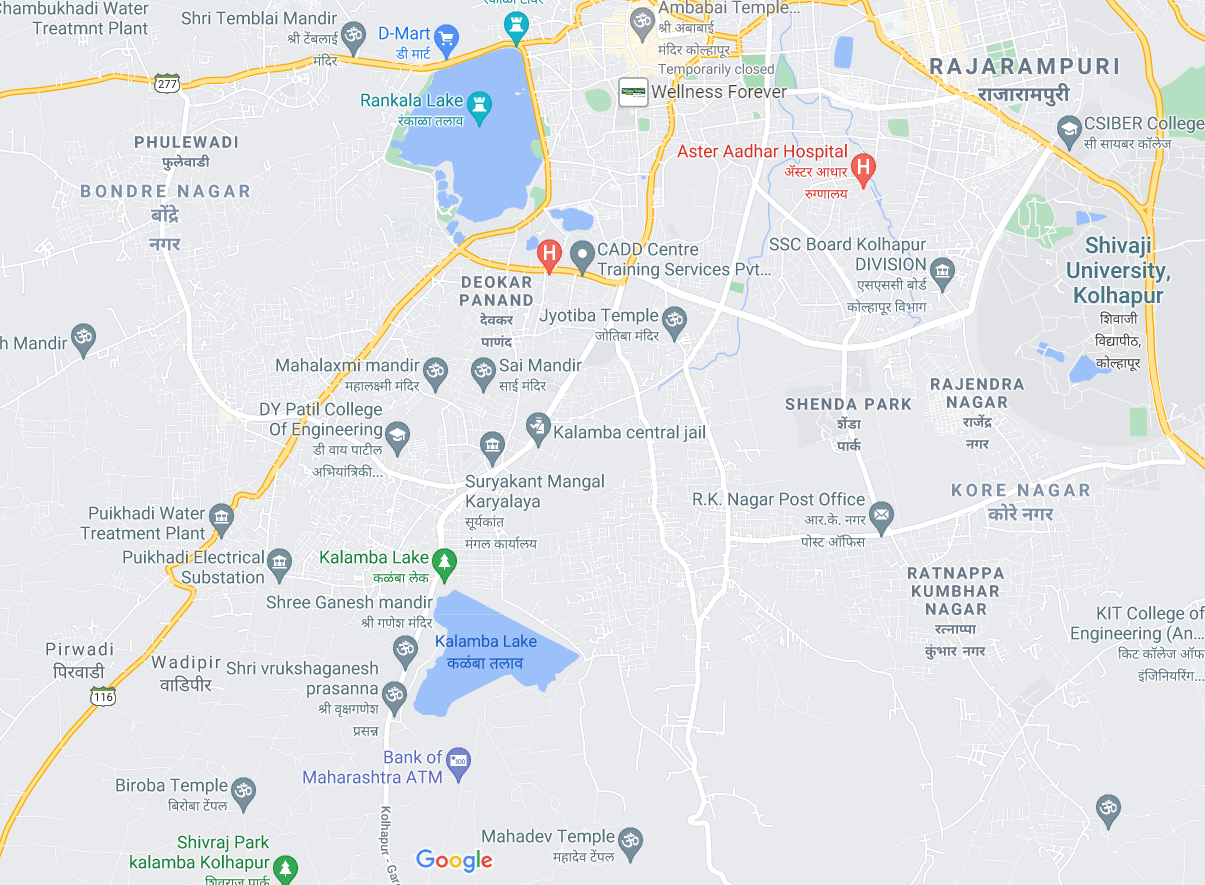 Chambukhadi Water
Treatmnt Plant
Shri Temblai Mandir
श्री टेंबलाई
मंदिर
D-Mart
डी मार्ट
रंकाळा टॉवर
Ambabai Temple...
श्री अंबाबाई
मंदिर कोल्हापूर
Temporarily closed
Wellness Forever
RAJARAMPURI
राजारामपुरी
277
Rankala Lake
रंकाळा तलाव
CSIBER College
सी सायबर कॉलेज
PHULEWADI
फुलेवाडी
BONDRE NAGAR
बोंद्रे
नगर
Aster Aadhar Hospital
ॲस्टर आधार
रुग्णालय
H
H
CADD Centre
Training Services Pvt...
SSC Board Kolhapur
DIVISION
एसएससी बोर्ड
कोल्हापूर विभाग
Shivaji
University,
Kolhapur
शिवाजी
विद्यापीठ,
कोल्हापूर
DEOKAR
PANAND
देवकर
पाणंद
Jyotiba Temple
जोतिबा मंदिर
h Mandir
Mahalaxmi mandir
महालक्ष्मी मंदिर
Sai Mandir
साई मंदिर
RAJENDRA
NAGAR
राजेंद्र
नगर
SHENDA PARK
शेंडा
पार्क
DY Patil College
Of Engineering
डी वाय पाटील
अभियांत्रिकी...
Kalamba central jail
Suryakant Mangal
Karyalaya
सूर्यकांत
मंगल कार्यालय
R.K. Nagar Post Office
आर.के. नगर
पोस्ट ऑफिस
KORE NAGAR
कोरे नगर
Puikhadi Water
Treatment Plant
Puikhadi Electrical
Substation
Kalamba Lake
कळंबा लेक
RATNAPPA
KUMBHAR
NAGAR
रत्नाप्पा
कुंभार नगर
Shree Ganesh mandir
श्री गणेश मंदिर
KIT College of
Engineering (An...
किट कॉलेज ऑफ
इंजिनियरिंग...
Kalamba Lake
कळंबा तलाव
Pirwadi
पिरवाडी
Wadipir
वाडिपीर
116
Shri vrukshaganesh
prasanna
श्री वृक्षगणेश
प्रसन्न
Bank of
Maharashtra ATM
Biroba Temple
बिरोबा टेंपल
Kolhapur - Garg
Mahadev Temple
महादेव टेंपल
Shivraj Park
kalamba Kolhapur
शिवराज पार्क
Google